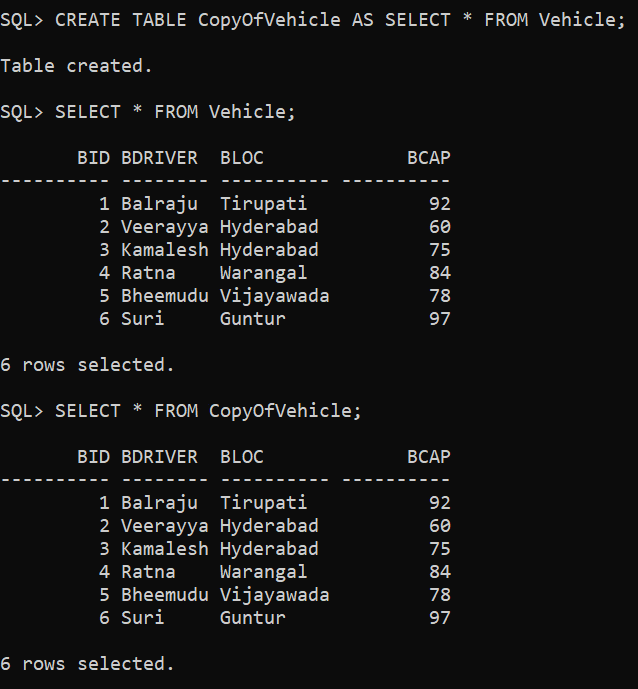 SQL> CREATE TABLE CopyOfVehicle AS SELECT * FROM Vehicle;
Table created.
SQL> SELECT * FROM Vehicle;
       BID BDRIVER  BLOC             BCAP
---------- -------- ---------- ----------
         1 Balraju  Tirupati           92
         2 Veerayya Hyderabad          60
         3 Kamalesh Hyderabad          75
         4 Ratna    Warangal           84
         5 Bheemudu Vijayawada         78
         6 Suri     Guntur             97
6 rows selected.
SQL> SELECT * FROM CopyOfVehicle;
       BID BDRIVER  BLOC             BCAP
---------- -------- ---------- ----------
         1 Balraju  Tirupati           92
         2 Veerayya Hyderabad          60
         3 Kamalesh Hyderabad          75
         4 Ratna    Warangal           84
         5 Bheemudu Vijayawada         78
         6 Suri     Guntur             97
6 rows selected.